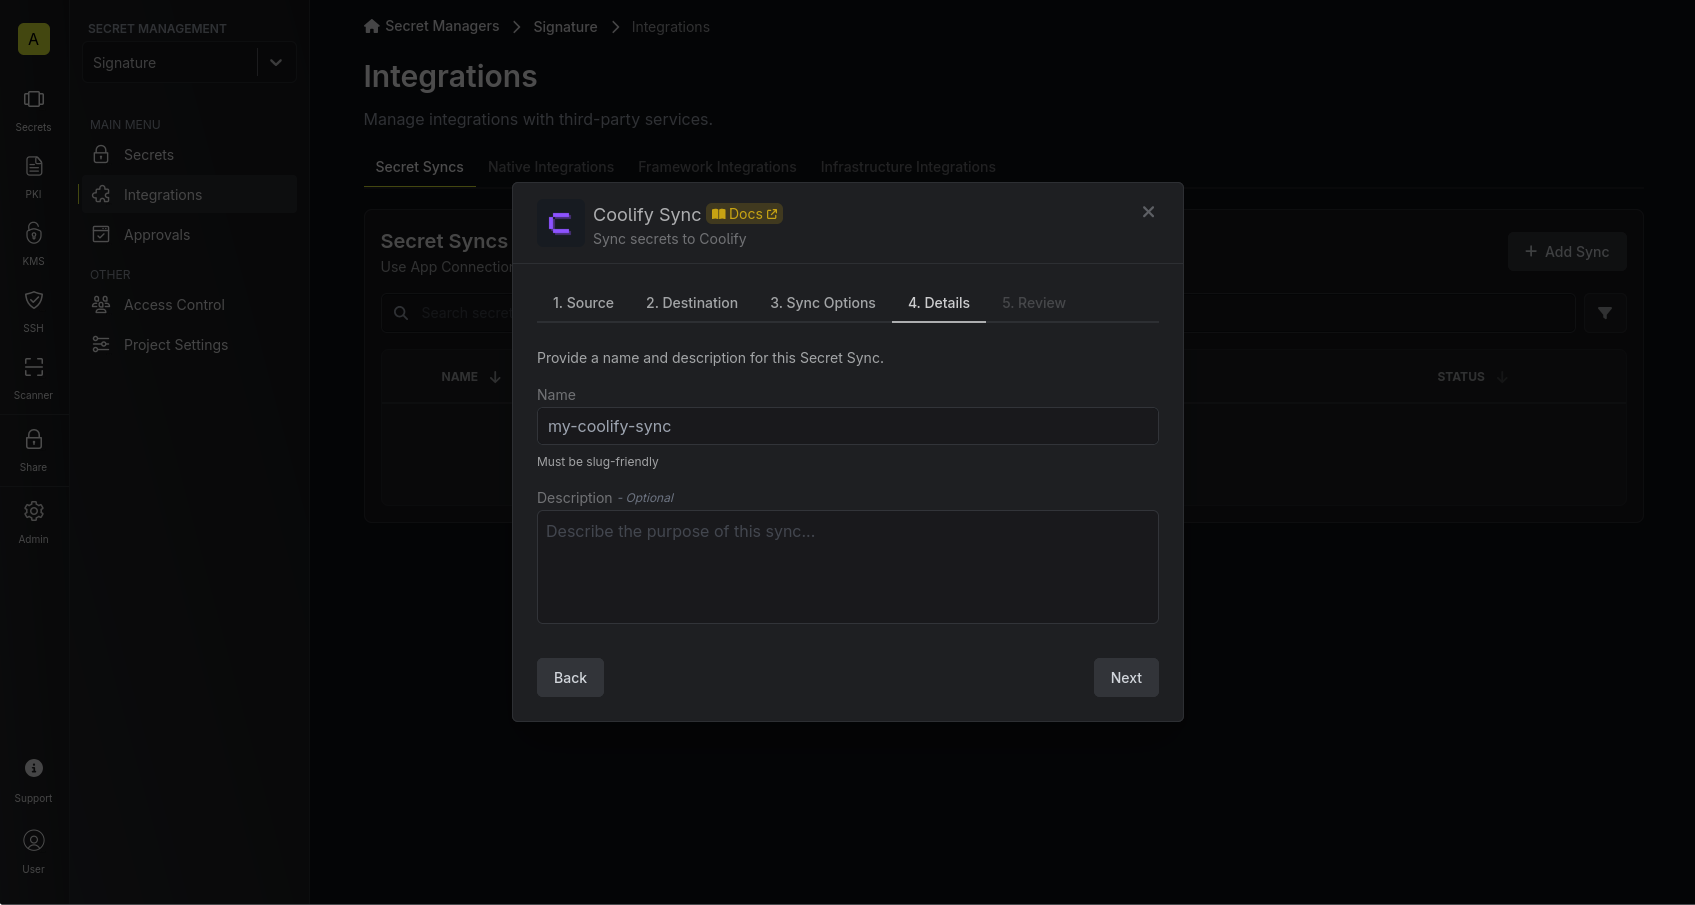 A
Secrets
PKI
KMS
SSH
Scanner
Share
Admin
Support
User
SECRET MANAGEMENT
Signature
MAIN MENU
Secrets
Integrations
Approvals
OTHER
Access Control
Project Settings
Secret Managers
Signature
Integrations
Integrations
Manage integrations with third-party services.
Secret Syncs
Native Integrations
Framework Integrations
Infrastructure Integrations
Secret Syncs
Use App Connection
+ Add Sync
Search secret
NAME
STATUS
Coolify Sync
Docs
Sync secrets to Coolify
1. Source
2. Destination
3. Sync Options
4. Details
5. Review
Provide a name and description for this Secret Sync.
Name
my-coolify-sync
Must be slug-friendly
Description - Optional
Describe the purpose of this sync...
Back
Next